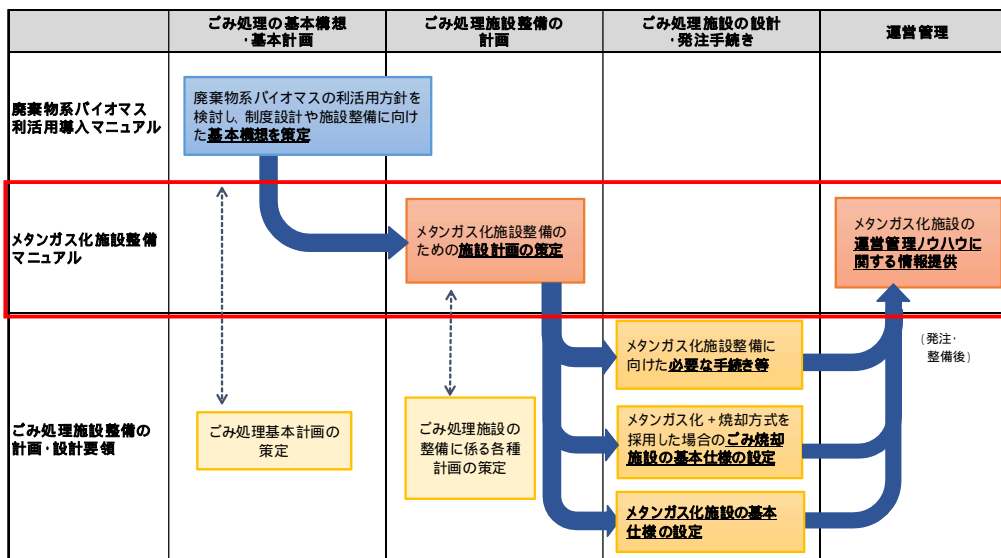 ごみ処理の基本構想
・基本計画
ごみ処理施設整備の
計画
ごみ処理施設の設計
・発注手続き
運営管理
廃棄物系バイオマス
利活用導入マニュアル
廃棄物系バイオマスの利活用方針を
検討し、制度設計や施設整備に向け
た基本構想を策定
メタンガス化施設整備
マニュアル
メタンガス化施設整備の
ための施設計画の策定
メタンガス化施設の
運営管理ノウハウに
関する情報提供
ごみ処理施設整備の
計画・設計要領
ごみ処理基本計画の
策定
ごみ処理施設の
整備に係る各種
計画の策定
メタンガス化施設整備に
向けた必要な手続き等
メタンガス化+焼却方式を
採用した場合のごみ焼却
施設の基本仕様の設定
メタンガス化施設の基本
仕様の設定
(発注・
整備後)